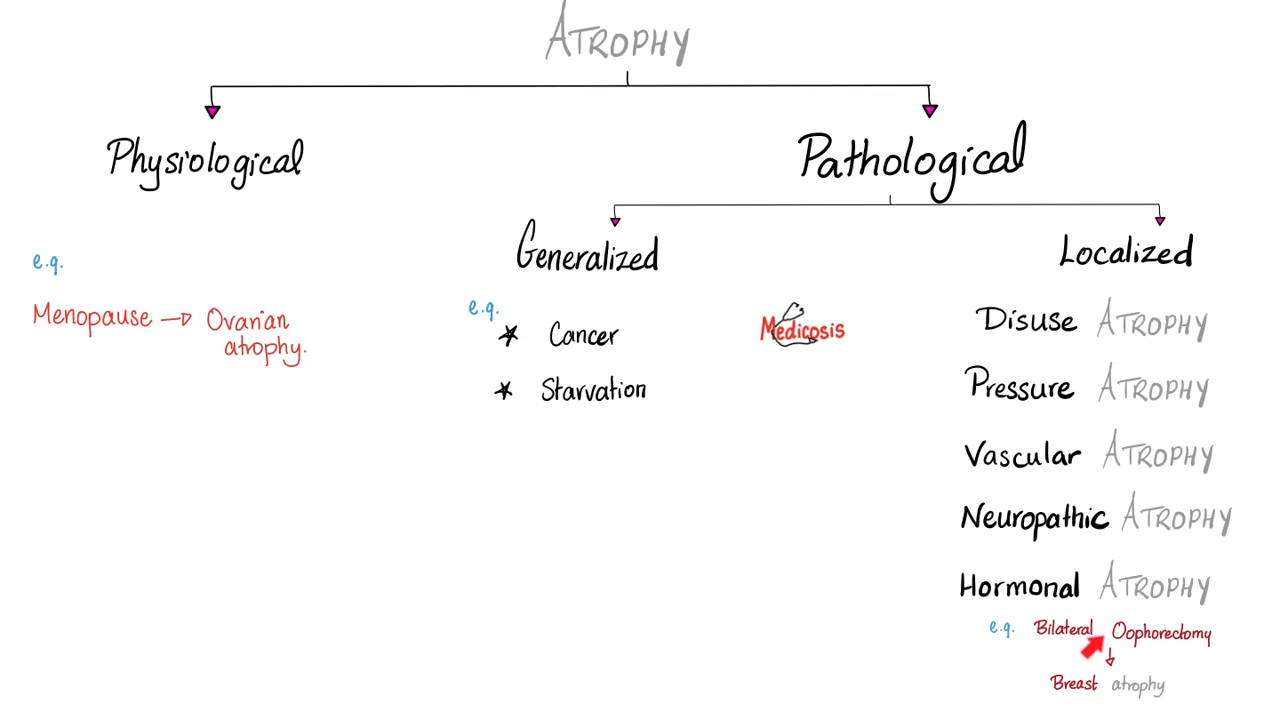 ATROPHY
Physiological
Pathological
e.g.
Menopause → Ovarian
atrophy.
Generalized
e.g.
★ Cancer
★ Starvation
Medicosis
Localized
Disuse ATROPHY
Pressure ATROPHY
Vascular ATROPHY
Neuropathic ATROPHY
Hormonal ATROPHY
e.g. Bilateral Oophorectomy
↓
Breast atrophy